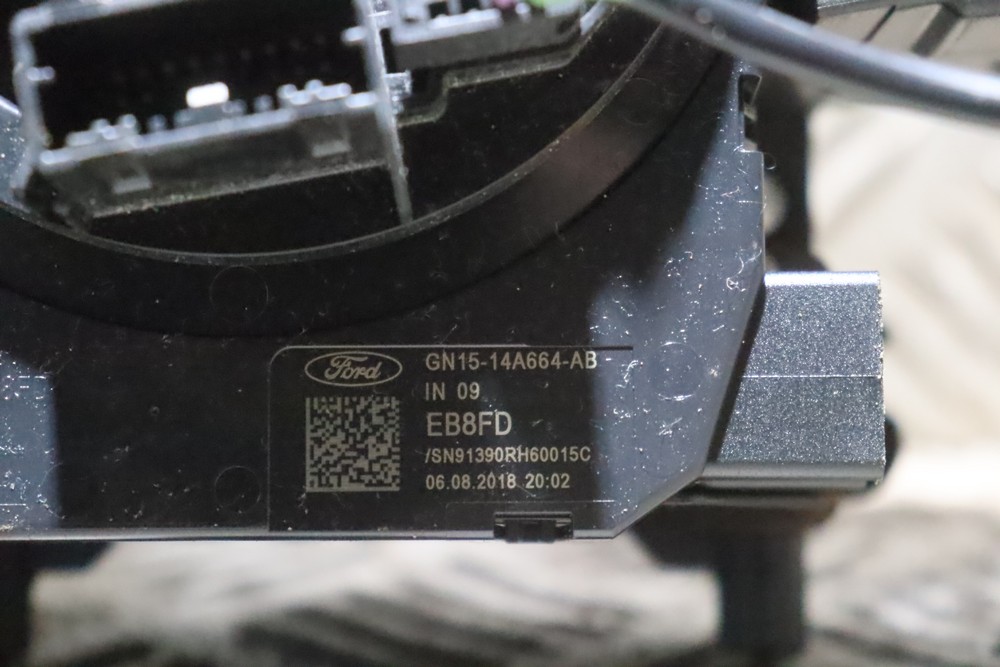 Ford
GN15-14A664-AB
IN 09
EB8FD
/SN91390RH60015C
06.08.2018 20:02